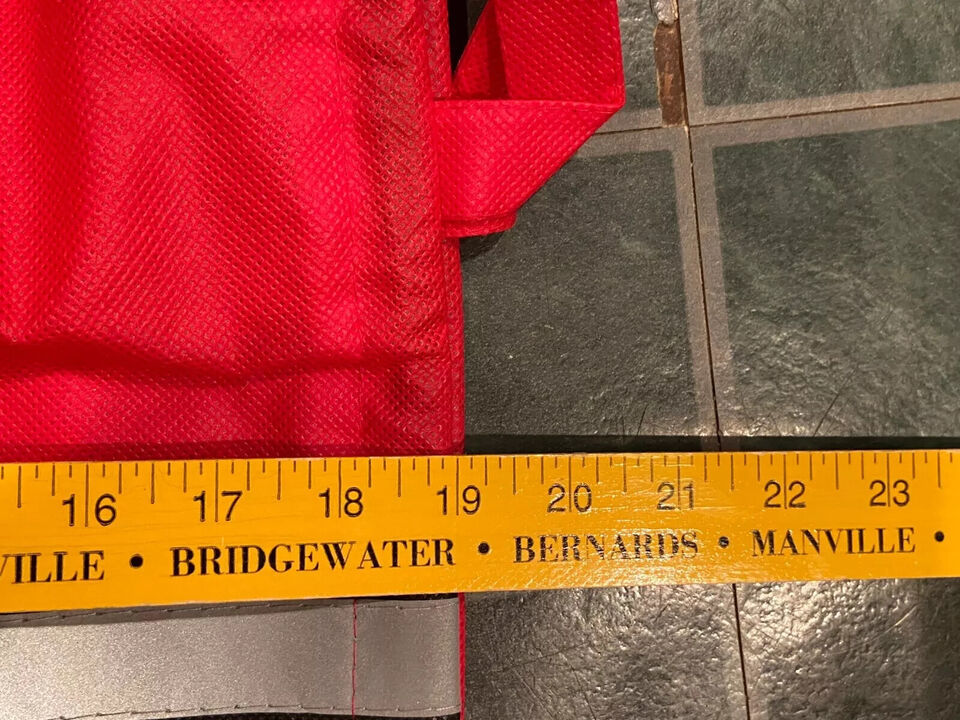 16 17 18 19 20 21 22 23
VILLE • BRIDGEWATER • BERNARDS • MANVILLE •